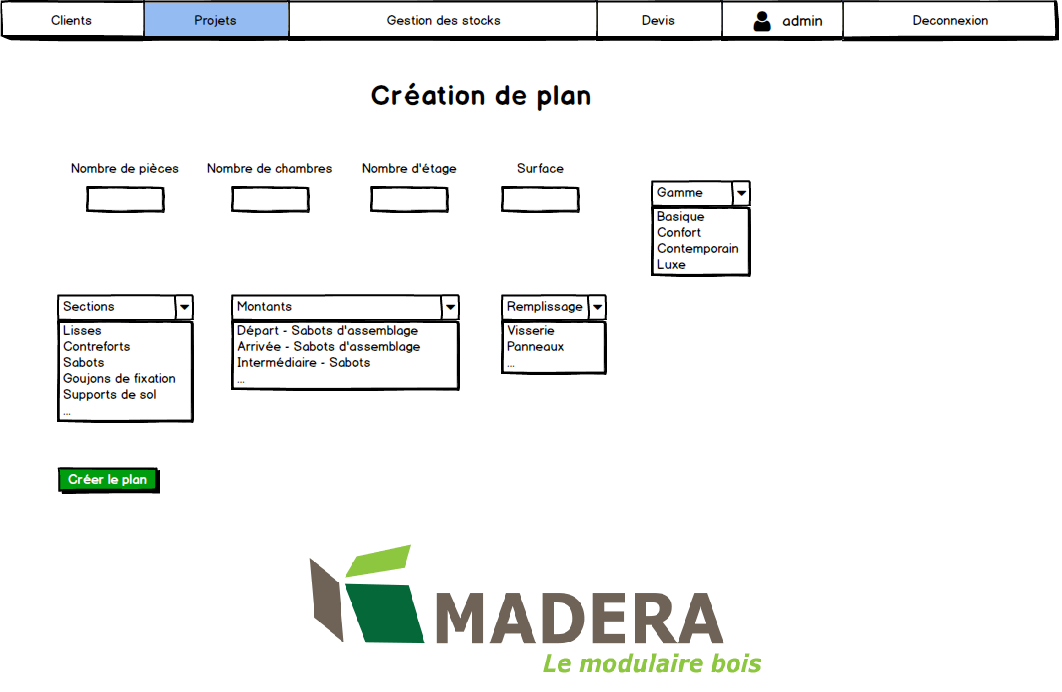 Clients Projets Gestion des stocks Devis admin Deconnexion
Création de plan
Nombre de pièces Nombre de chambres Nombre d'étage Surface
Gamme
Basique
Confort
Contemporain
Luxe
Sections
Lisses
Contreforts
Sabots
Goujons de fixation
Supports de sol
...
Montants
Départ - Sabots d'assemblage
Arrivée - Sabots d'assemblage
Intermédiaire - Sabots
...
Remplissage
Visserie
Panneaux
...
Créer le plan
MADERA
Le modulaire bois